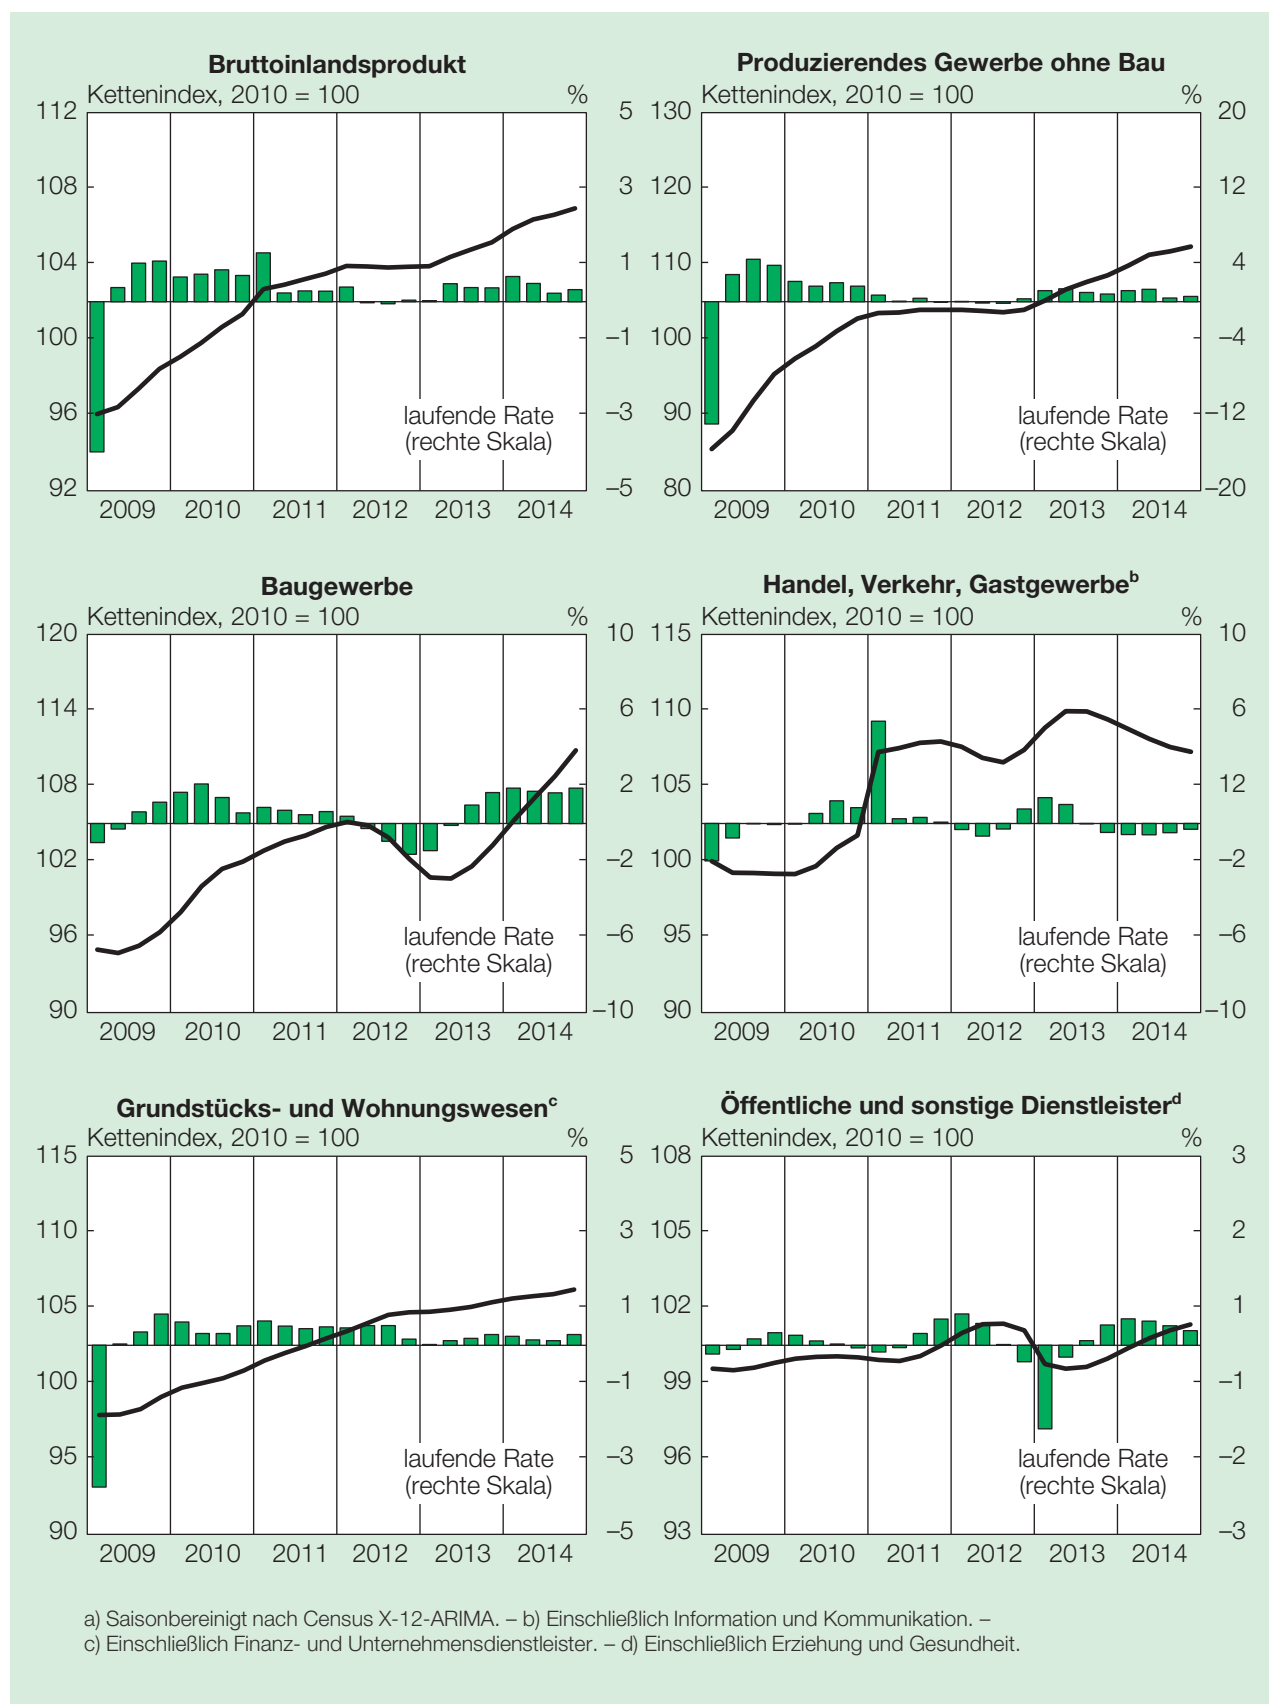 Bruttoinlandsprodukt
Kettenindex, 2010 = 100 %
112 5
108 3
104 1
100 –1
96 –3
92 –5
laufende Rate
(rechte Skala)
2009 2010 2011 2012 2013 2014
Produzierendes Gewerbe ohne Bau
Kettenindex, 2010 = 100 %
130 20
120 12
110 4
100 –4
90 –12
80 –20
laufende Rate
(rechte Skala)
2009 2010 2011 2012 2013 2014
Baugewerbe
Kettenindex, 2010 = 100 %
120 10
114 6
108 2
102 –2
96 –6
90 –10
laufende Rate
(rechte Skala)
2009 2010 2011 2012 2013 2014
Handel, Verkehr, Gastgewerbeb
Kettenindex, 2010 = 100 %
115 10
110 6
105 12
100 –2
95 –6
90 –10
laufende Rate
(rechte Skala)
2009 2010 2011 2012 2013 2014
Grundstücks- und Wohnungswesenc
Kettenindex, 2010 = 100 %
115 5
110 3
105 1
100 –1
95 –3
90 –5
laufende Rate
(rechte Skala)
2009 2010 2011 2012 2013 2014
Öffentliche und sonstige Dienstleisterd
Kettenindex, 2010 = 100 %
108 3
105 2
102 1
99 –1
96 –2
93 –3
laufende Rate
(rechte Skala)
2009 2010 2011 2012 2013 2014
a) Saisonbereinigt nach Census X-12-ARIMA. – b) Einschließlich Information und Kommunikation. –
c) Einschließlich Finanz- und Unternehmensdienstleister. – d) Einschließlich Erziehung und Gesundheit.